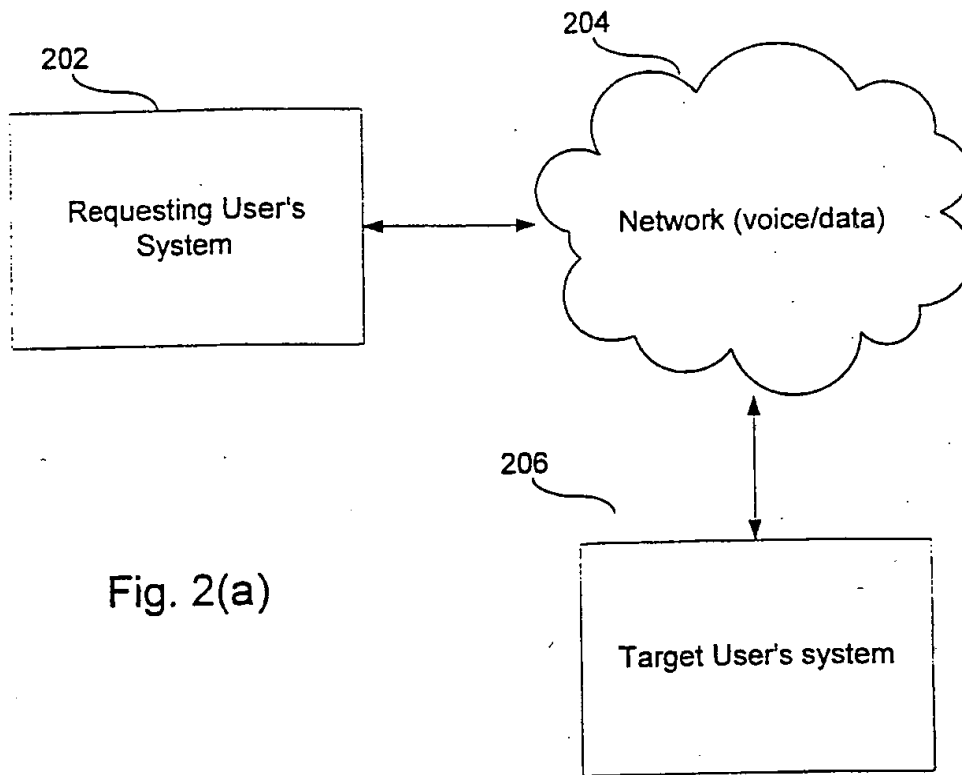 202
204
Requesting User's
System
Network (voice/data)
206
Fig. 2(a)
Target User's system